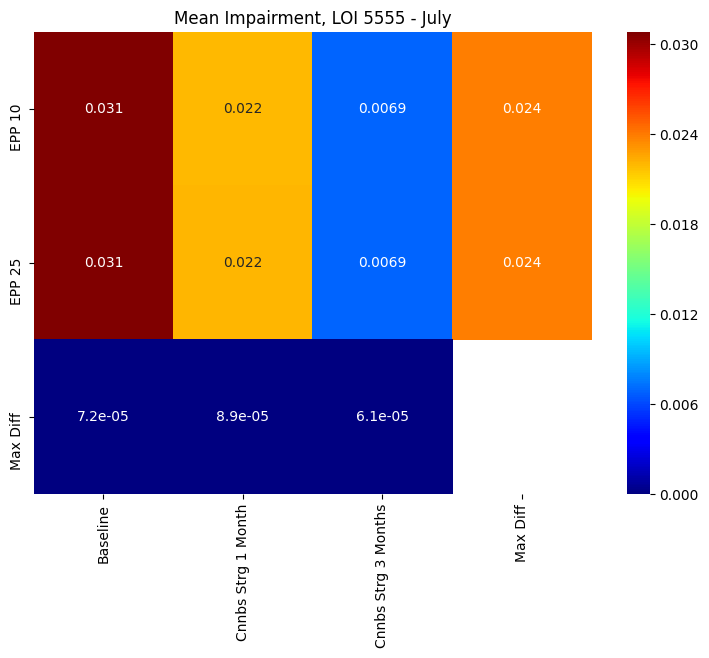 Mean Impairment, LOI 5555 - July
EPP 10
0.031
0.022
0.0069
0.024
EPP 25
0.031
0.022
0.0069
0.024
Max Diff
7.2e-05
8.9e-05
6.1e-05
Baseline
Cnnbs Strg 1 Month
Cnnbs Strg 3 Months
Max Diff
0.030
0.024
0.018
0.012
0.006
0.000